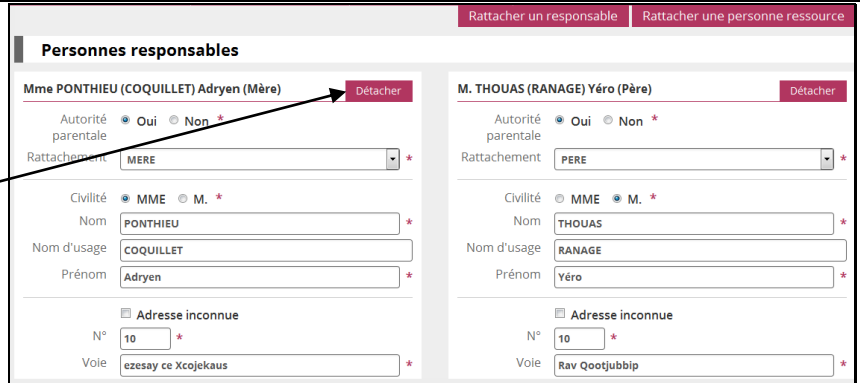 Rattacher un responsable Rattacher une personne ressource
Personnes responsables
Mme PONTHIEU (COQUILLET) Adryen (Mère) Détacher
Autorité parentale Oui Non *
Rattachement MERE *
Civilité MME M. *
Nom PONTHIEU *
Nom d'usage COQUILLET
Prénom Adryen *
Adresse inconnue
N° 10 *
Voie ezesay ce Xcojekaus *
M. THOUAS (RANAGE) Yéro (Père) Détacher
Autorité parentale Oui Non *
Rattachement PERE *
Civilité MME M. *
Nom THOUAS *
Nom d'usage RANAGE
Prénom Yéro *
Adresse inconnue
N° 10 *
Voie Rav Qootjubbip *